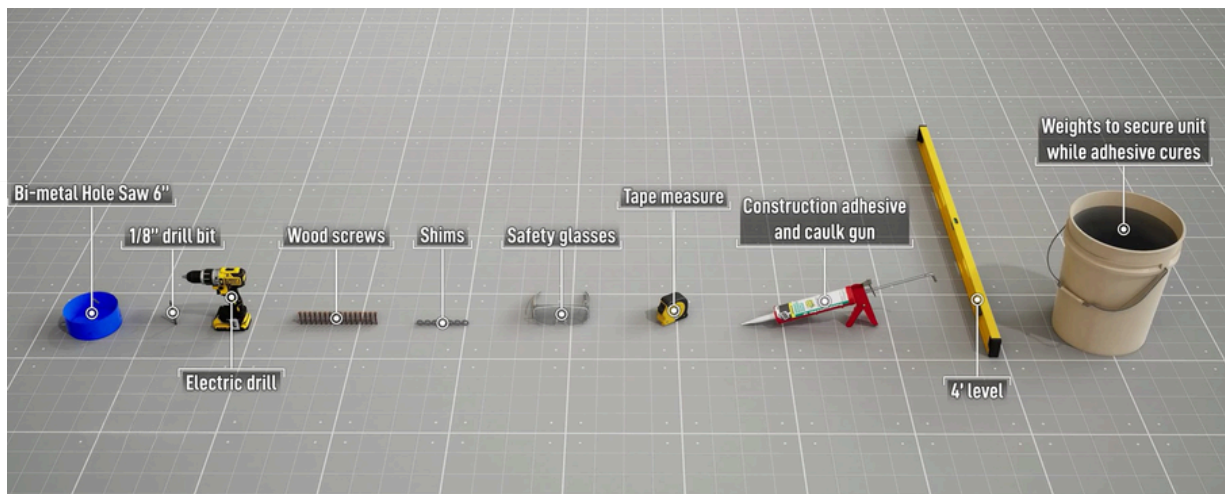 Bi-metal Hole Saw 6"
1/8" drill bit
Electric drill
Wood screws
Shims
Safety glasses
Tape measure
Construction adhesive
and caulk gun
4' level
Weights to secure unit
while adhesive cures